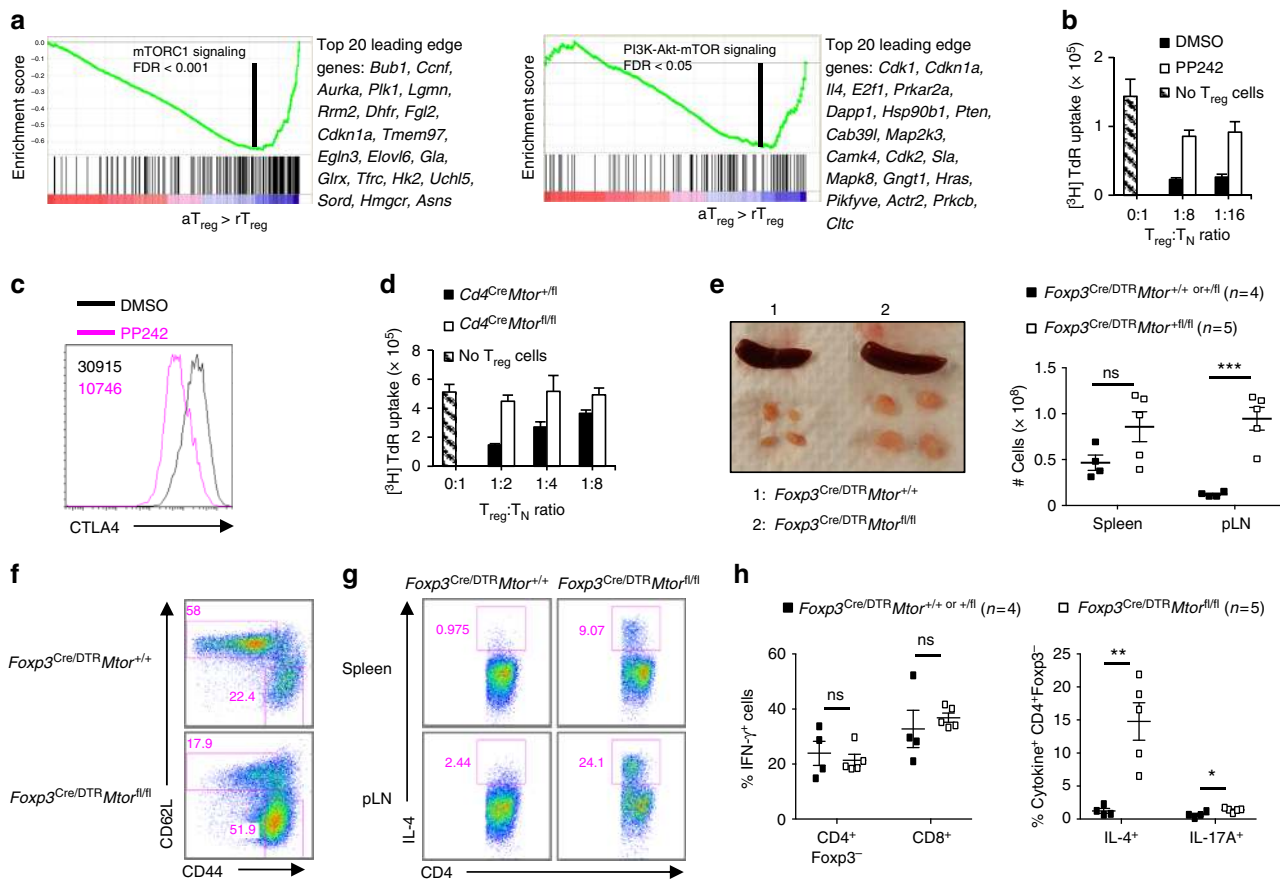 a
Enrichment score
0.0
–0.1
–0.2
–0.3
–0.4
–0.5
–0.6
mTORC1 signaling
FDR < 0.001
aTreg > rTreg
Top 20 leading edge
genes: Bub1, Ccnf,
Aurka, Plk1, Lgmn,
Rrm2, Dhfr, Fgl2,
Cdkn1a, Tmem97,
Egln3, Elovl6, Gla,
Glrx, Tfrc, Hk2, Uchl5,
Sord, Hmgcr, Asns
Enrichment score
PI3K-Akt-mTOR signaling
FDR < 0.05
aTreg > rTreg
Top 20 leading edge
genes: Cdk1, Cdkn1a,
Il4, E2f1, Prkar2a,
Dapp1, Hsp90b1, Pten,
Cab39l, Map2k3,
Camk4, Cdk2, Sla,
Mapk8, Gngt1, Hras,
Pikfyve, Actr2, Prkcb,
Cltc
b
DMSO
PP242
No Treg cells
[³H] TdR uptake (× 10⁵)
2
1
0
0:1 1:8 1:16
Treg:TN ratio
c
DMSO
PP242
30915
10746
CTLA4
d
Cd4CreMtor+/fl
Cd4CreMtorfl/fl
No Treg cells
[³H] TdR uptake (× 10⁵)
8
6
4
2
0
0:1 1:2 1:4 1:8
Treg:TN ratio
e
1 2
1: Foxp3Cre/DTRMtor+/+
2: Foxp3Cre/DTRMtorfl/fl
Foxp3Cre/DTRMtor+/+ or+/fl (n=4)
Foxp3Cre/DTRMtor+fl/fl (n=5)
# Cells (× 10⁸)
1.5
1.0
0.5
0
ns
***
Spleen pLN
f
Foxp3Cre/DTRMtor+/+
58
22.4
Foxp3Cre/DTRMtorfl/fl
17.9
51.9
CD62L
CD44
g
Foxp3Cre/DTRMtor+/+ Foxp3Cre/DTRMtorfl/fl
Spleen
0.975
9.07
pLN
2.44
24.1
IL-4
CD4
h
Foxp3Cre/DTRMtor+/+ or +/fl (n=4)
Foxp3Cre/DTRMtorfl/fl (n=5)
% IFN-γ⁺ cells
60
40
20
0
ns
ns
CD4⁺
Foxp3⁻
CD8⁺
% Cytokine⁺ CD4⁺Foxp3⁻
25
20
15
10
5
0
**
*
IL-4⁺ IL-17A⁺